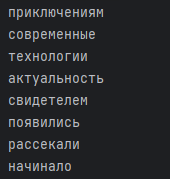 приключениям
современные
технологии
актуальность
свидетелем
появились
рассекали
начинало